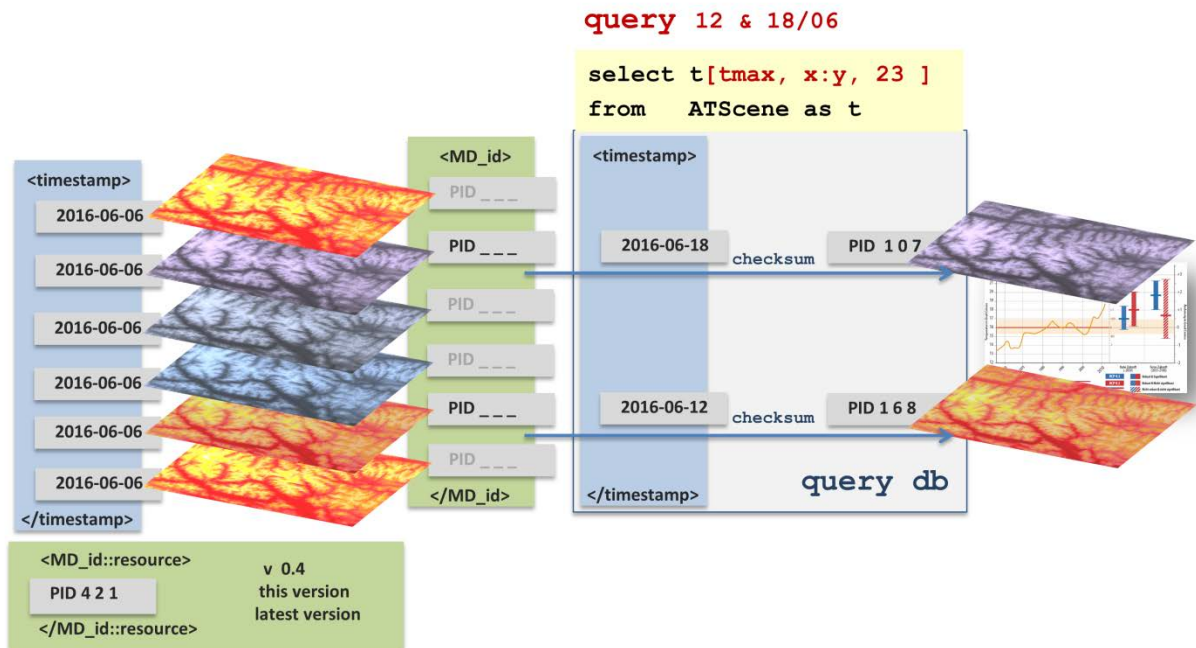 query 12 & 18/06
select t[tmax, x:y, 23 ]
from ATScene as t
<timestamp>
2016-06-06
2016-06-06
2016-06-06
2016-06-06
2016-06-06
2016-06-06
</timestamp>
<MD_id>
PID _ _ _
PID _ _ _
PID _ _ _
PID _ _ _
PID _ _ _
PID _ _ _
</MD_id>
<timestamp>
2016-06-18
checksum
PID 1 0 7
2016-06-12
checksum
PID 1 6 8
</timestamp>
query db
<MD_id::resource>
PID 4 2 1
</MD_id::resource>
v 0.4
this version
latest version